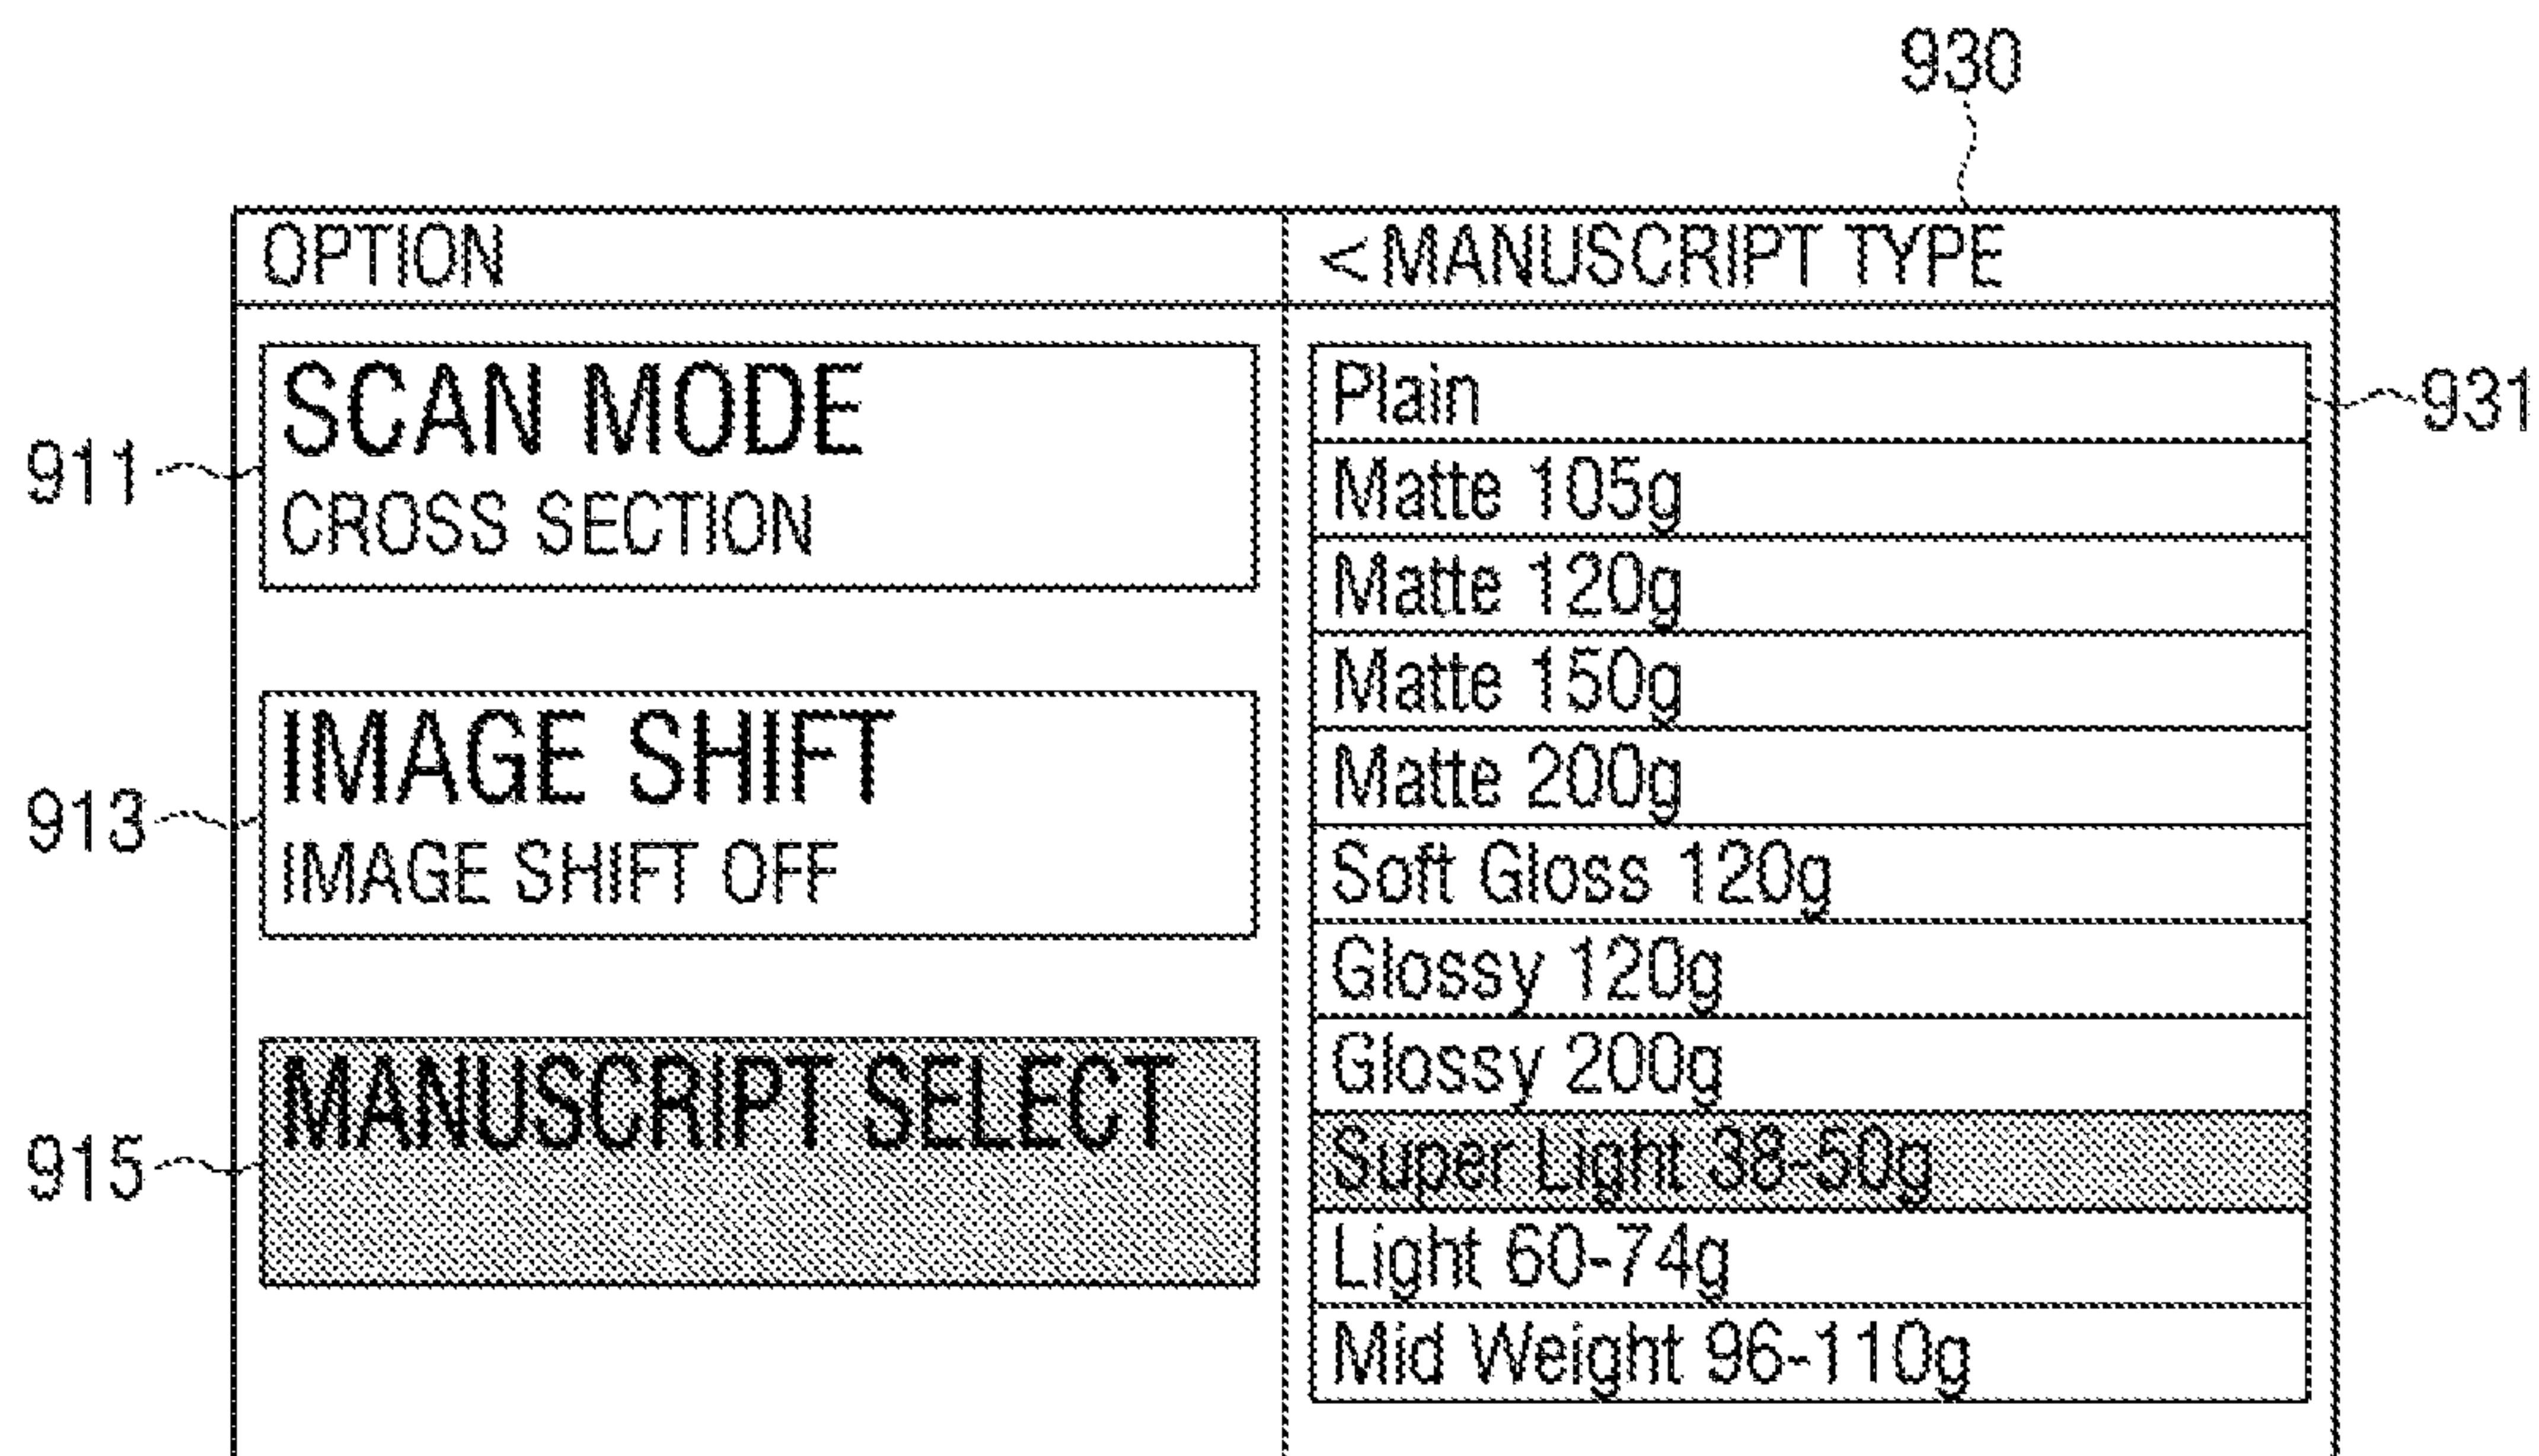 930
OPTION
<MANUSCRIPT TYPE
911
SCAN MODE
CROSS SECTION
913
IMAGE SHIFT
IMAGE SHIFT OFF
915
MANUSCRIPT SELECT
Plain
931
Matte 105g
Matte 120g
Matte 150g
Matte 200g
Soft Gloss 120g
Glossy 120g
Glossy 200g
Super Light 38-50g
Light 60-74g
Mid Weight 96-110g